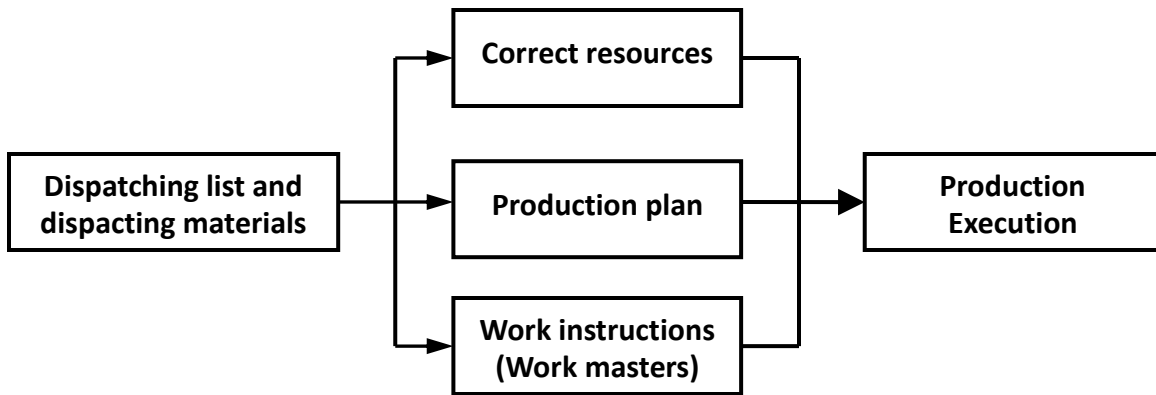 Correct resources
Dispatching list and
dispacting materials
Production plan
Production
Execution
Work instructions
(Work masters)